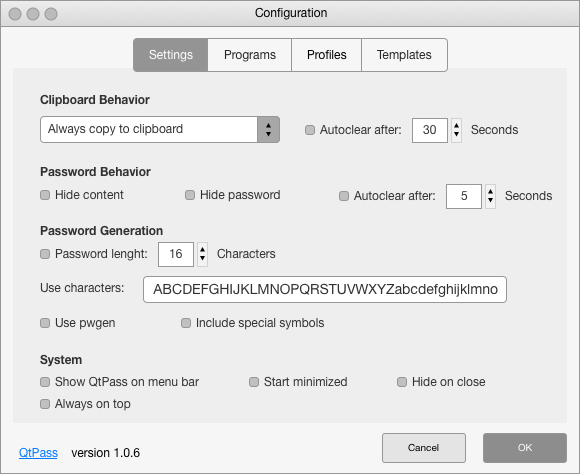 Configuration
Settings Programs Profiles Templates
Clipboard Behavior
Always copy to clipboard Autoclear after: 30 Seconds
Password Behavior
Hide content Hide password Autoclear after: 5 Seconds
Password Generation
Password lenght: 16 Characters
Use characters: ABCDEFGHIJKLMNOPQRSTUVWXYZabcdefghijklmno
Use pwgen Include special symbols
System
Show QtPass on menu bar Start minimized Hide on close
Always on top
QtPass version 1.0.6 Cancel OK